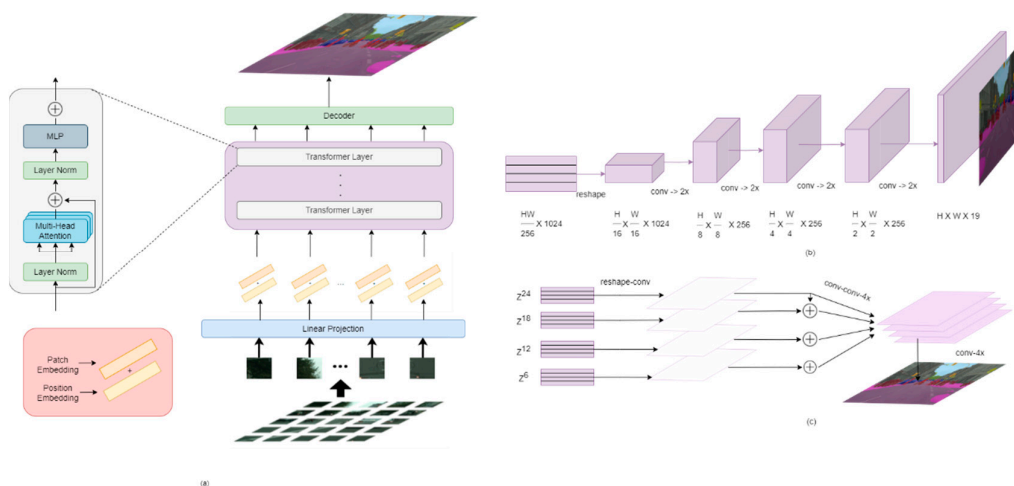 Decoder
Transformer Layer
.
.
.
Transformer Layer
MLP
Layer Norm
+
Multi-Head
Attention
Layer Norm
+ + ... + +
Linear Projection
...
Patch
Embedding
+
Position
Embedding
(a)
reshape
conv -> 2x
conv -> 2x
conv -> 2x
conv -> 2x
HW/256 X 1024
H/16 X W/16 X 1024
H/8 X W/8 X 256
H/4 X W/4 X 256
H/2 X W/2 X 256
H X W X 19
(b)
reshape-conv
conv-conv-4x
Z24
Z18
Z12
Z6
conv-4x
(c)